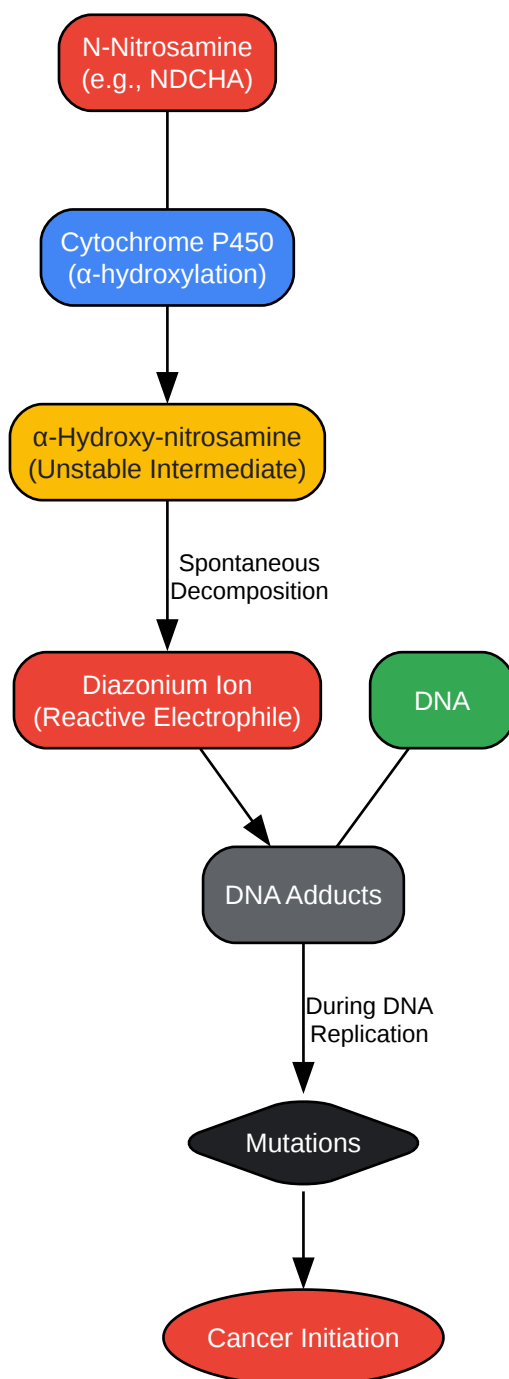 N-Nitrosamine
(e.g., NDCHA)
Cytochrome P450
(α-hydroxylation)
α-Hydroxy-nitrosamine
(Unstable Intermediate)
Spontaneous
Decomposition
Diazonium Ion
(Reactive Electrophile)
DNA
DNA Adducts
During DNA
Replication
Mutations
Cancer Initiation